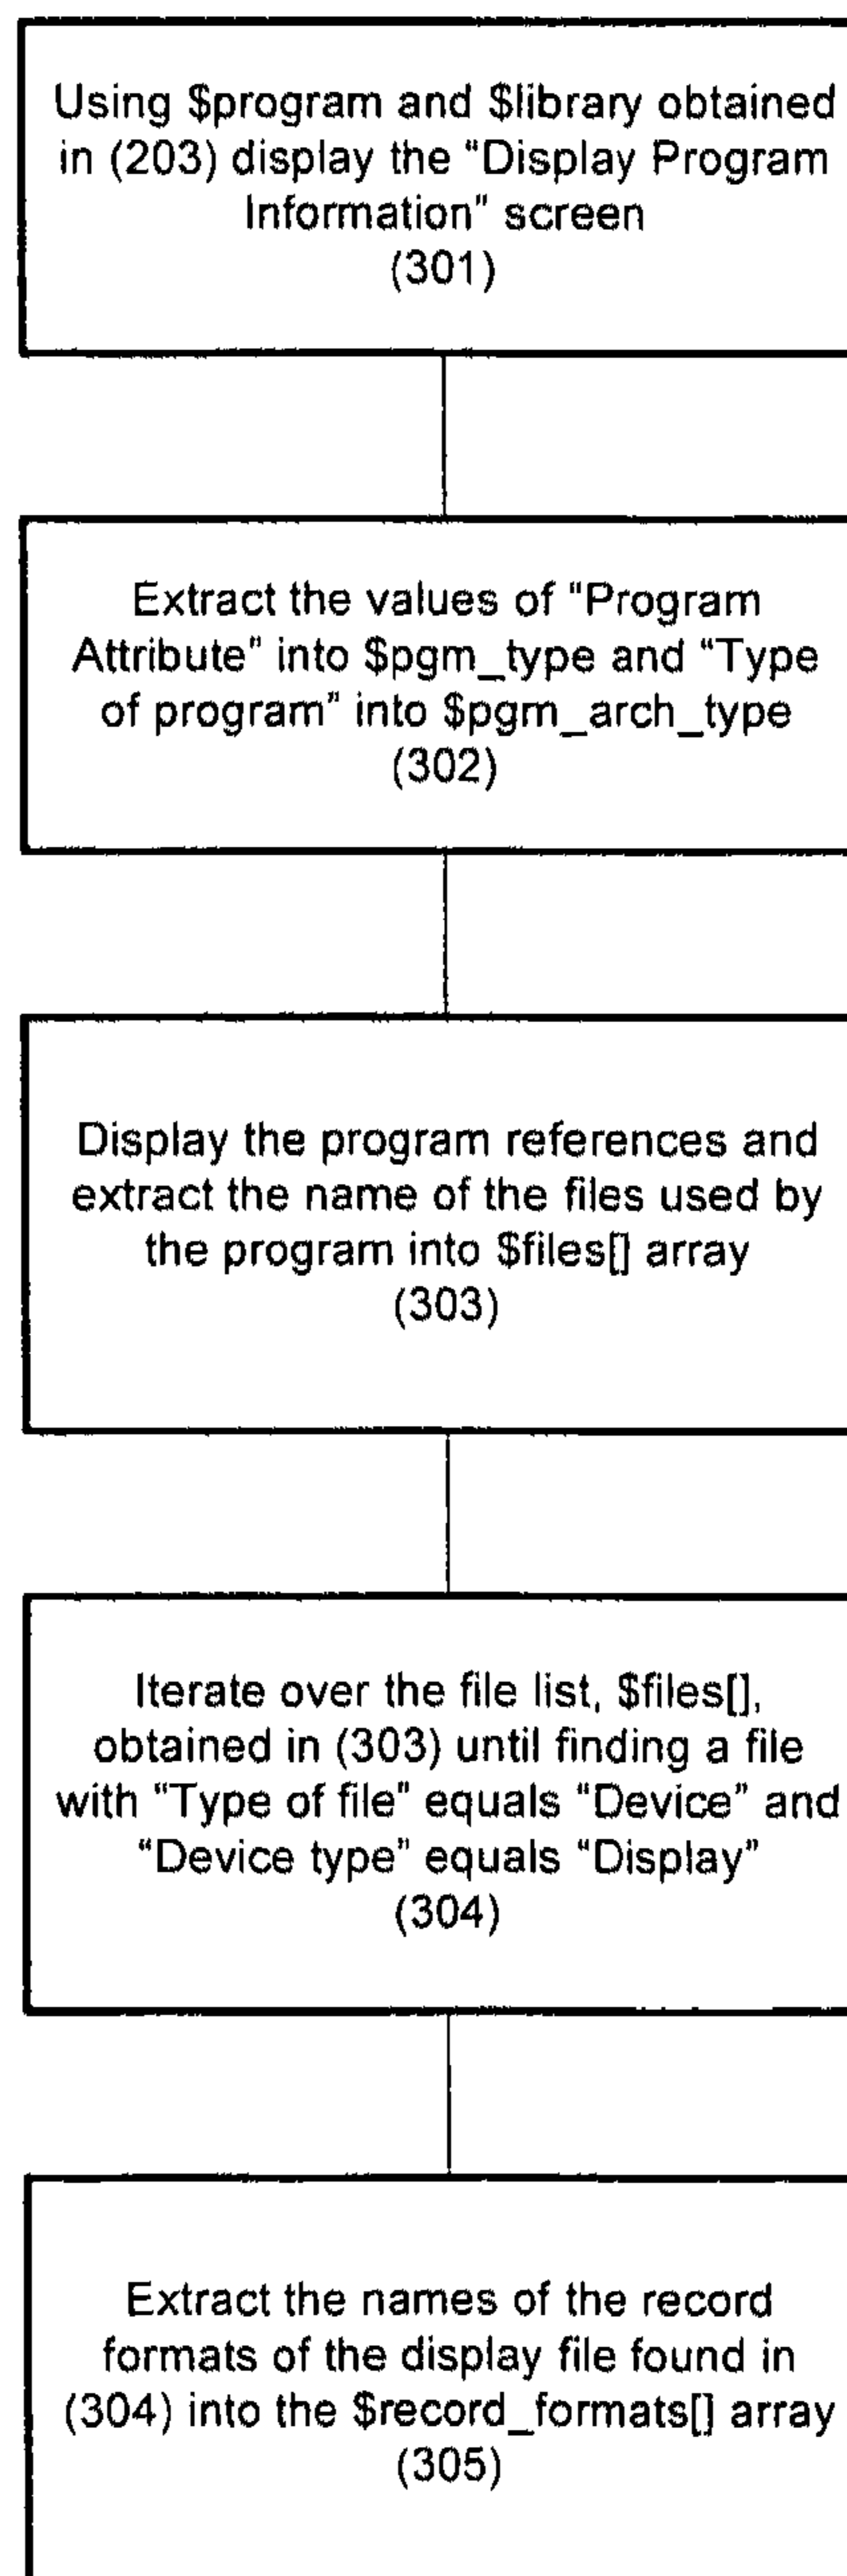 Using $program and $library obtained
in (203) display the “Display Program
Information” screen
(301)
Extract the values of “Program
Attribute” into $pgm_type and “Type
of program” into $pgm_arch_type
(302)
Display the program references and
extract the name of the files used by
the program into $files[] array
(303)
Iterate over the file list, $files[],
obtained in (303) until finding a file
with “Type of file” equals “Device” and
“Device type” equals “Display”
(304)
Extract the names of the record
formats of the display file found in
(304) into the $record_formats[] array
(305)